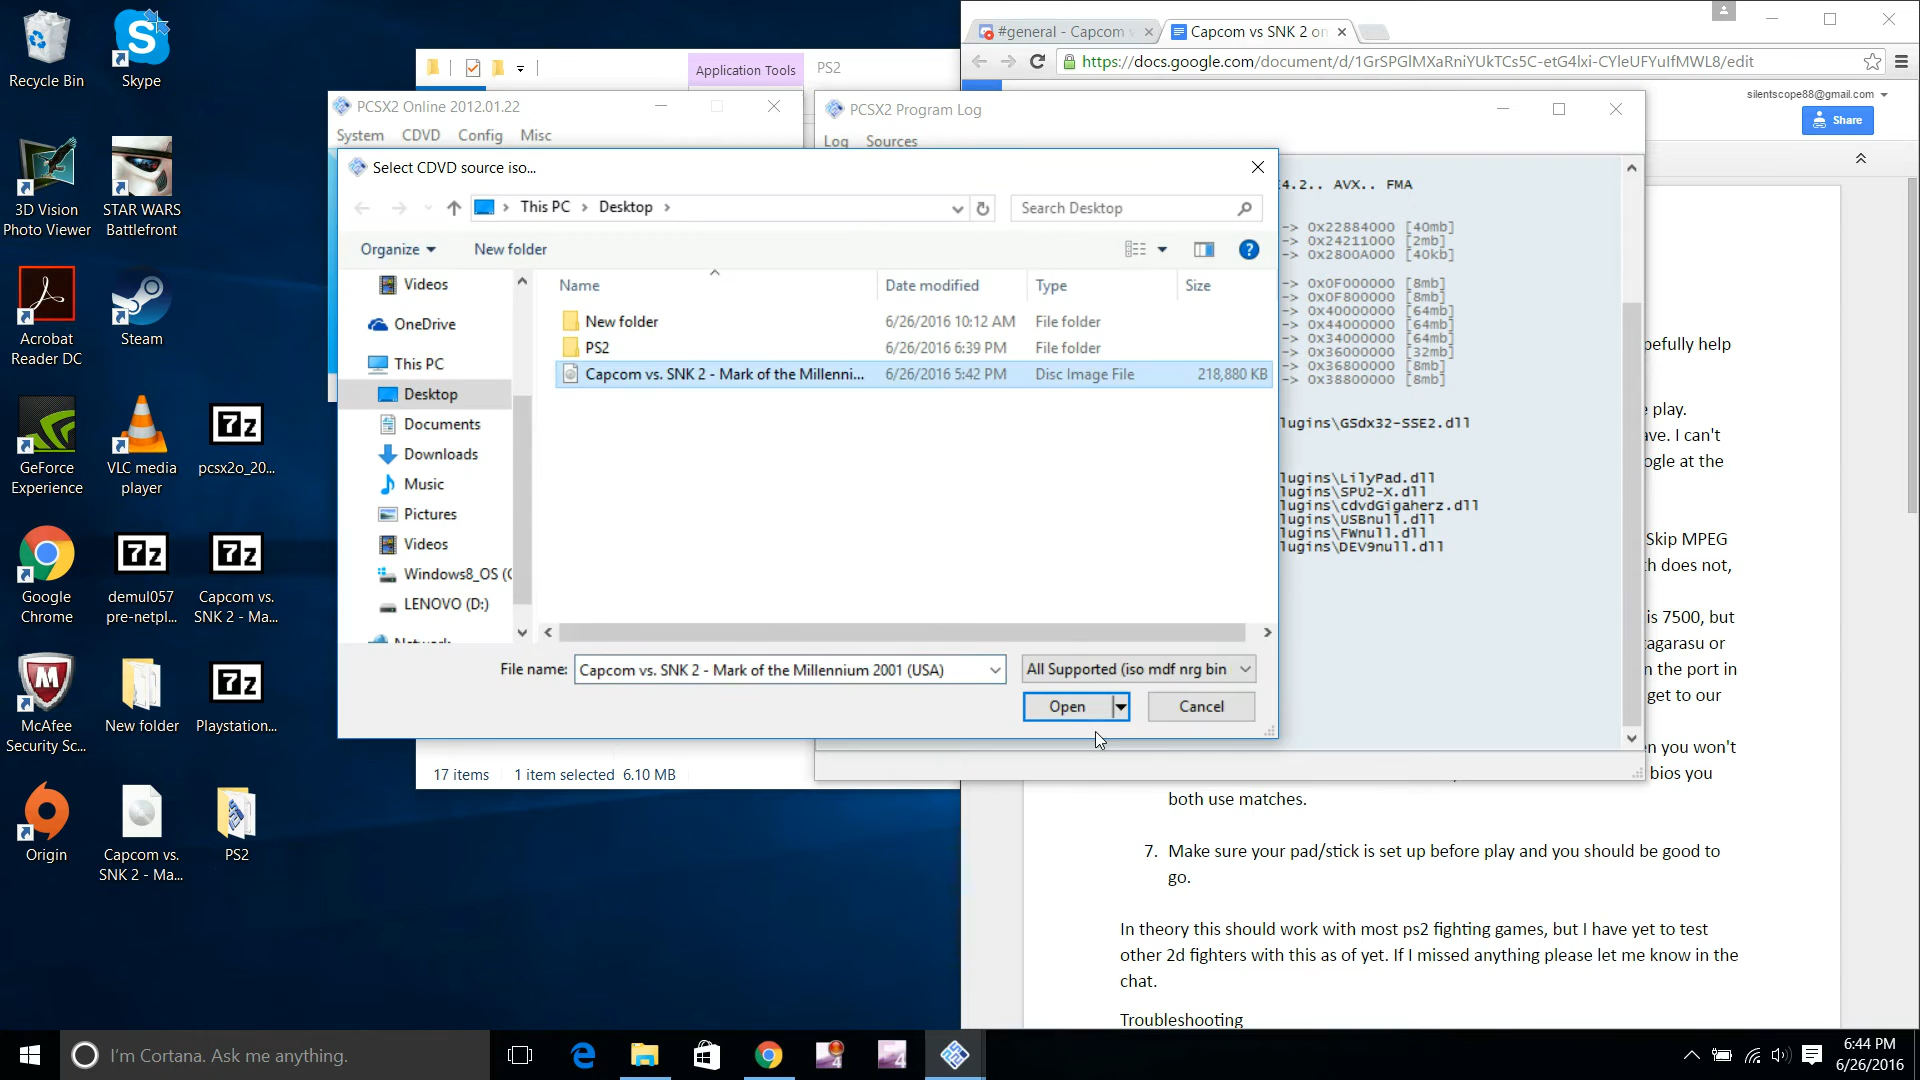 Recycle Bin
Skype
3D Vision
Photo Viewer
STAR WARS
Battlefront
Acrobat
Reader DC
Steam
GeForce
Experience
VLC media
player
7z
pcsx2o_20...
Google
Chrome
7z
demul057
pre-netpl...
7z
Capcom vs.
SNK 2 - Ma...
McAfee
Security Sc...
New folder
7z
Playstation...
Origin
Capcom vs.
SNK 2 - Ma...
PS2
Application Tools
PS2
PCSX2 Online 2012.01.22
System CDVD Config Misc
PCSX2 Program Log
Log Sources
Select CDVD source iso...
This PC > Desktop >
Search Desktop
Organize
New folder
Videos
OneDrive
This PC
Desktop
Documents
Downloads
Music
Pictures
Videos
Windows8_OS (C
LENOVO (D:)
Name Date modified Type Size
New folder 6/26/2016 10:12 AM File folder
PS2 6/26/2016 6:39 PM File folder
Capcom vs. SNK 2 - Mark of the Millenni... 6/26/2016 5:42 PM Disc Image File 218,880 KB
File name: Capcom vs. SNK 2 - Mark of the Millennium 2001 (USA)
All Supported (iso mdf nrg bin
Open
Cancel
17 items 1 item selected 6.10 MB
4.2.. AVX.. FMA
-> 0x22884000 [40mb]
-> 0x24211000 [2mb]
-> 0x2800A000 [40kb]
-> 0x0F000000 [8mb]
-> 0x0F800000 [8mb]
-> 0x40000000 [64mb]
-> 0x44000000 [64mb]
-> 0x34000000 [64mb]
-> 0x36000000 [32mb]
-> 0x36800000 [8mb]
-> 0x38800000 [8mb]
lugins\GSdx32-SSE2.dll
lugins\LilyPad.dll
lugins\SPU2-X.dll
lugins\cdvdGigaherz.dll
lugins\USBnull.dll
lugins\FWnull.dll
lugins\DEV9null.dll
#general - Capcom
Capcom vs SNK 2 on
https://docs.google.com/document/d/1GrSPGlMXaRniYUkTCs5C-etG4lxi-CYleUFYuIfMWL8/edit
silentscope88@gmail.com
Share
pefully help
e play.
ave. I can't
ogle at the
Skip MPEG
th does not,
is 7500, but
tagarasu or
n the port in
get to our
n you won't
bios you
both use matches.
7. Make sure your pad/stick is set up before play and you should be good to
go.
In theory this should work with most ps2 fighting games, but I have yet to test
other 2d fighters with this as of yet. If I missed anything please let me know in the
chat.
Troubleshooting
I'm Cortana. Ask me anything.
6:44 PM
6/26/2016